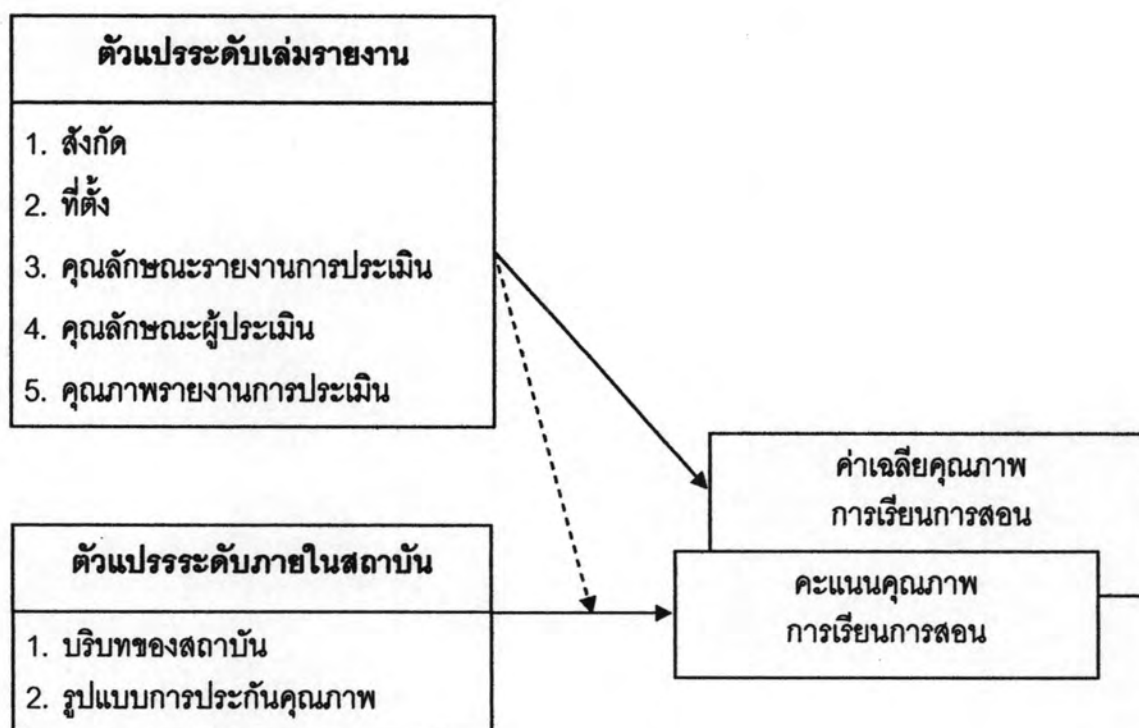 ตัวแปรระดับเล่มรายงาน
1. สังกัด
2. ที่ตั้ง
3. คุณลักษณะรายงานการประเมิน
4. คุณลักษณะผู้ประเมิน
5. คุณภาพรายงานการประเมิน
ค่าเฉลี่ยคุณภาพ
การเรียนการสอน
ตัวแปรระดับภายในสถาบัน
1. บริบทของสถาบัน
2. รูปแบบการประกันคุณภาพ
คะแนนคุณภาพ
การเรียนการสอน